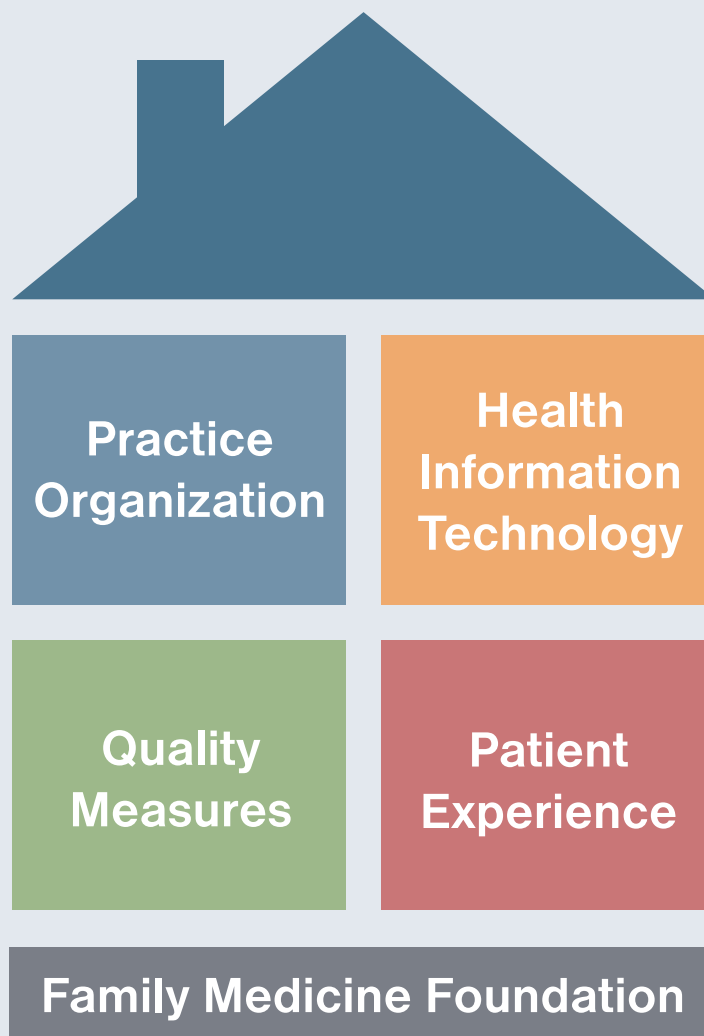 Practice
Organization
Health
Information
Technology
Quality
Measures
Patient
Experience
Family Medicine Foundation